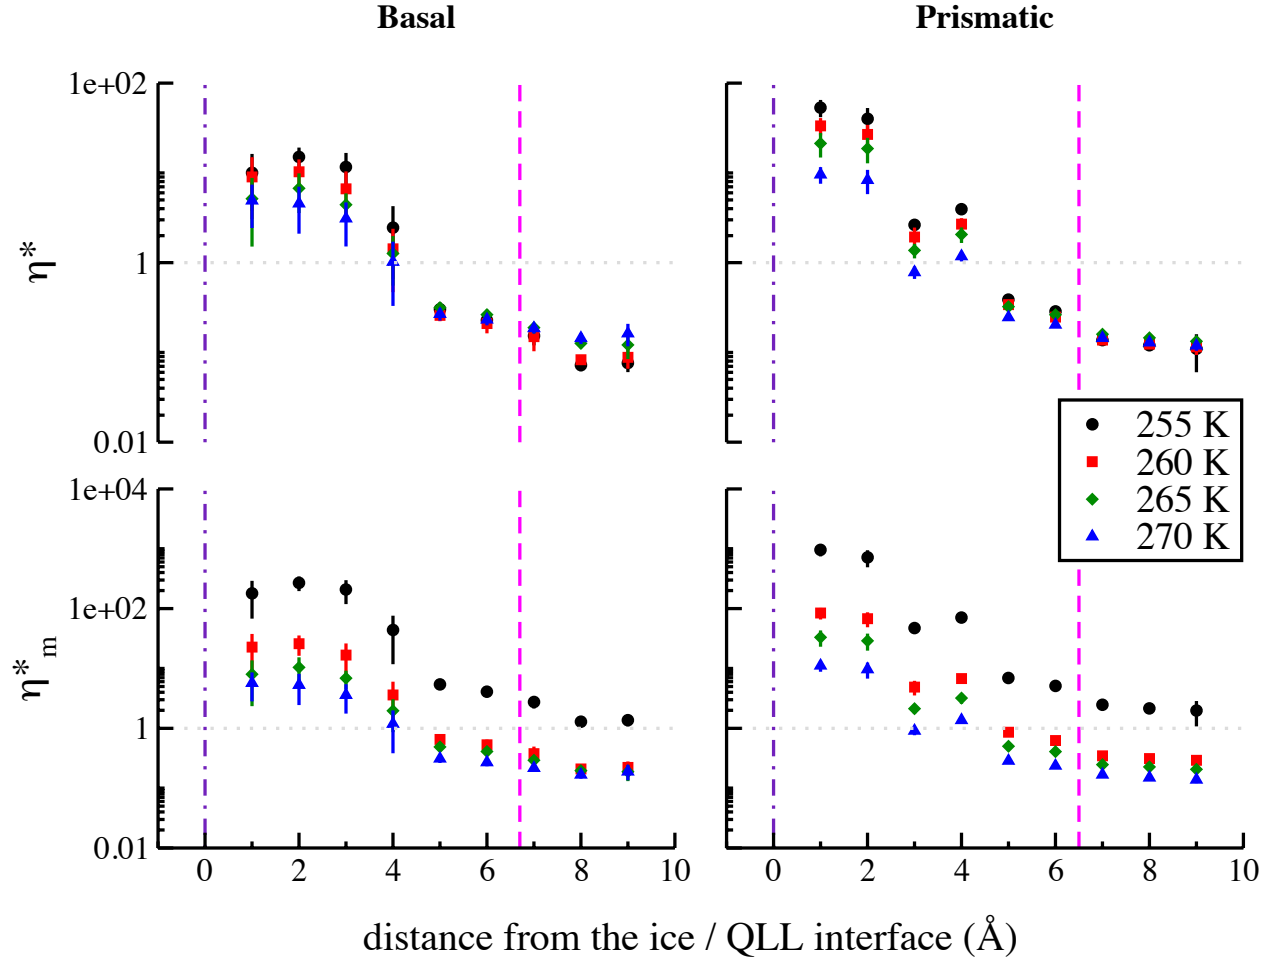 Basal Prismatic
1e+02
η*
1
0.01
255 K
260 K
265 K
270 K
1e+04
1e+02
η*m
1
0.01
0 2 4 6 8 10 0 2 4 6 8 10
distance from the ice / QLL interface (Å)